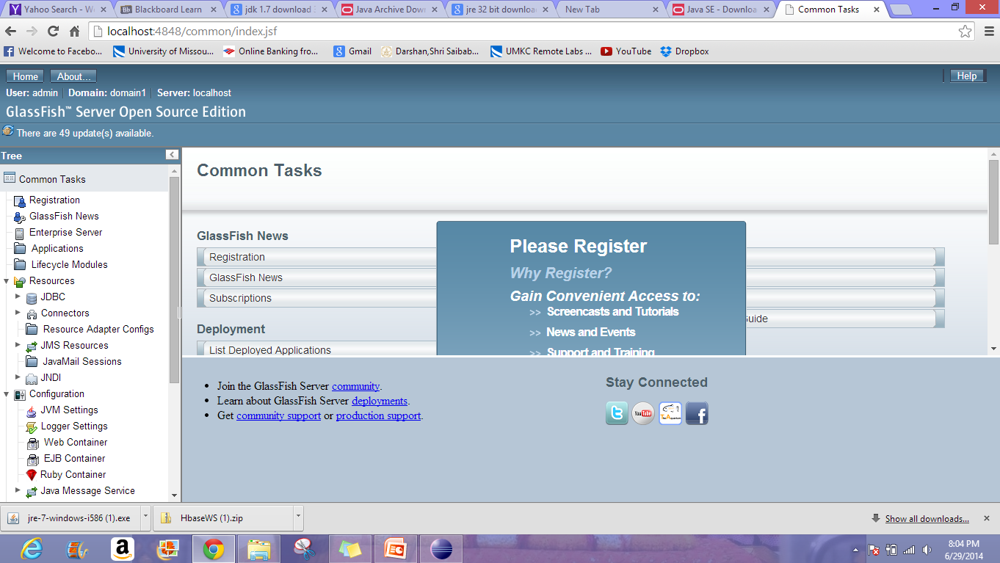 Yahoo Search - We
Blackboard Learn
jdk 1.7 download 3
Java Archive Down
jre 32 bit downloa
New Tab
Java SE - Downloa
Common Tasks
localhost:4848/common/index.jsf
Welcome to Facebo...
University of Missou...
Online Banking fro...
Gmail
Darshan,Shri Saibab...
UMKC Remote Labs ...
YouTube
Dropbox
Home
About...
Help
User: admin
Domain: domain1
Server: localhost
GlassFish™ Server Open Source Edition
There are 49 update(s) available.
Tree
Common Tasks
Registration
GlassFish News
Enterprise Server
Applications
Lifecycle Modules
Resources
JDBC
Connectors
Resource Adapter Configs
JMS Resources
JavaMail Sessions
JNDI
Configuration
JVM Settings
Logger Settings
Web Container
EJB Container
Ruby Container
Java Message Service
Common Tasks
GlassFish News
Registration
GlassFish News
Subscriptions
Deployment
List Deployed Applications
Please Register
Why Register?
Gain Convenient Access to:
>> Screencasts and Tutorials
>> News and Events
>> Support and Training
uide
• Join the GlassFish Server community.
• Learn about GlassFish Server deployments.
• Get community support or production support.
Stay Connected
jre-7-windows-i586 (1).exe
HbaseWS (1).zip
Show all downloads...
8:04 PM
6/29/2014